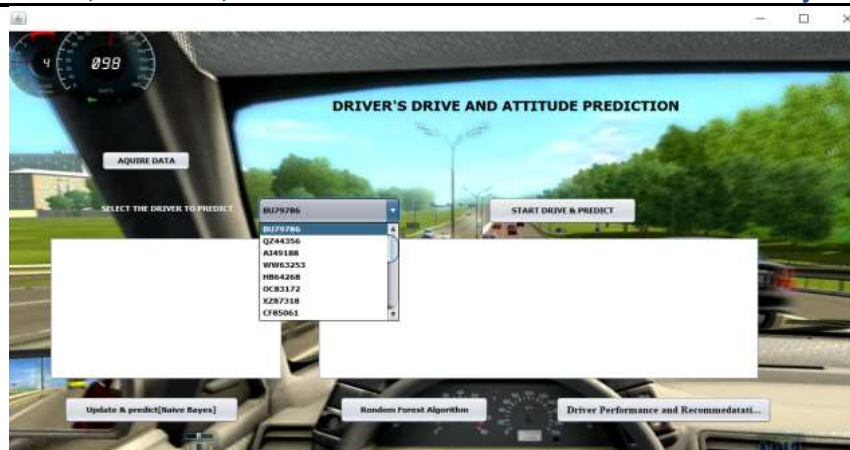 4
098
DRIVER'S DRIVE AND ATTITUDE PREDICTION
AQUIRE DATA
SELECT THE DRIVER TO PREDICT
BU79786
START DRIVE & PREDICT
BU79786
QZ44356
AI49188
WW63253
HB64268
OC83172
XZ87318
CF85061
Update & predict[Naive Bayes]
Rondom Forest Algorithm
Driver Performance and Recommedatati...